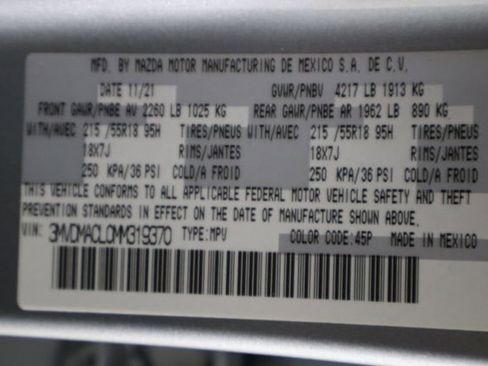 MFD. BY MAZDA MOTOR MANUFACTURING DE MEXICO S.A. DE C.V.
DATE 11/21 GVWR/PNBV 4217 LB 1913 KG
FRONT GAWR/PNBE AV 2260 LB 1025 KG REAR GAWR/PNBE AR 1962 LB 890 KG
WITH/AVEC 215 /55R18 95H TIRES/PNEUS WITH/AVEC 215 /55R18 95H TIRES/PNEUS
18X7J RIMS/JANTES 18X7J RIMS/JANTES
250 KPA/36 PSI COLD/A FROID 250 KPA/36 PSI COLD/A FROID
THIS VEHICLE CONFORMS TO ALL APPLICABLE FEDERAL MOTOR VEHICLE SAFETY AND THEFT
PREVENTION STANDARDS IN EFFECT ON THE DATE OF MANUFACTURE SHOWN ABOVE.
VIN: 3MVDMACL0MM319370 TYPE:MPV COLOR CODE:45P MADE IN MEXICO